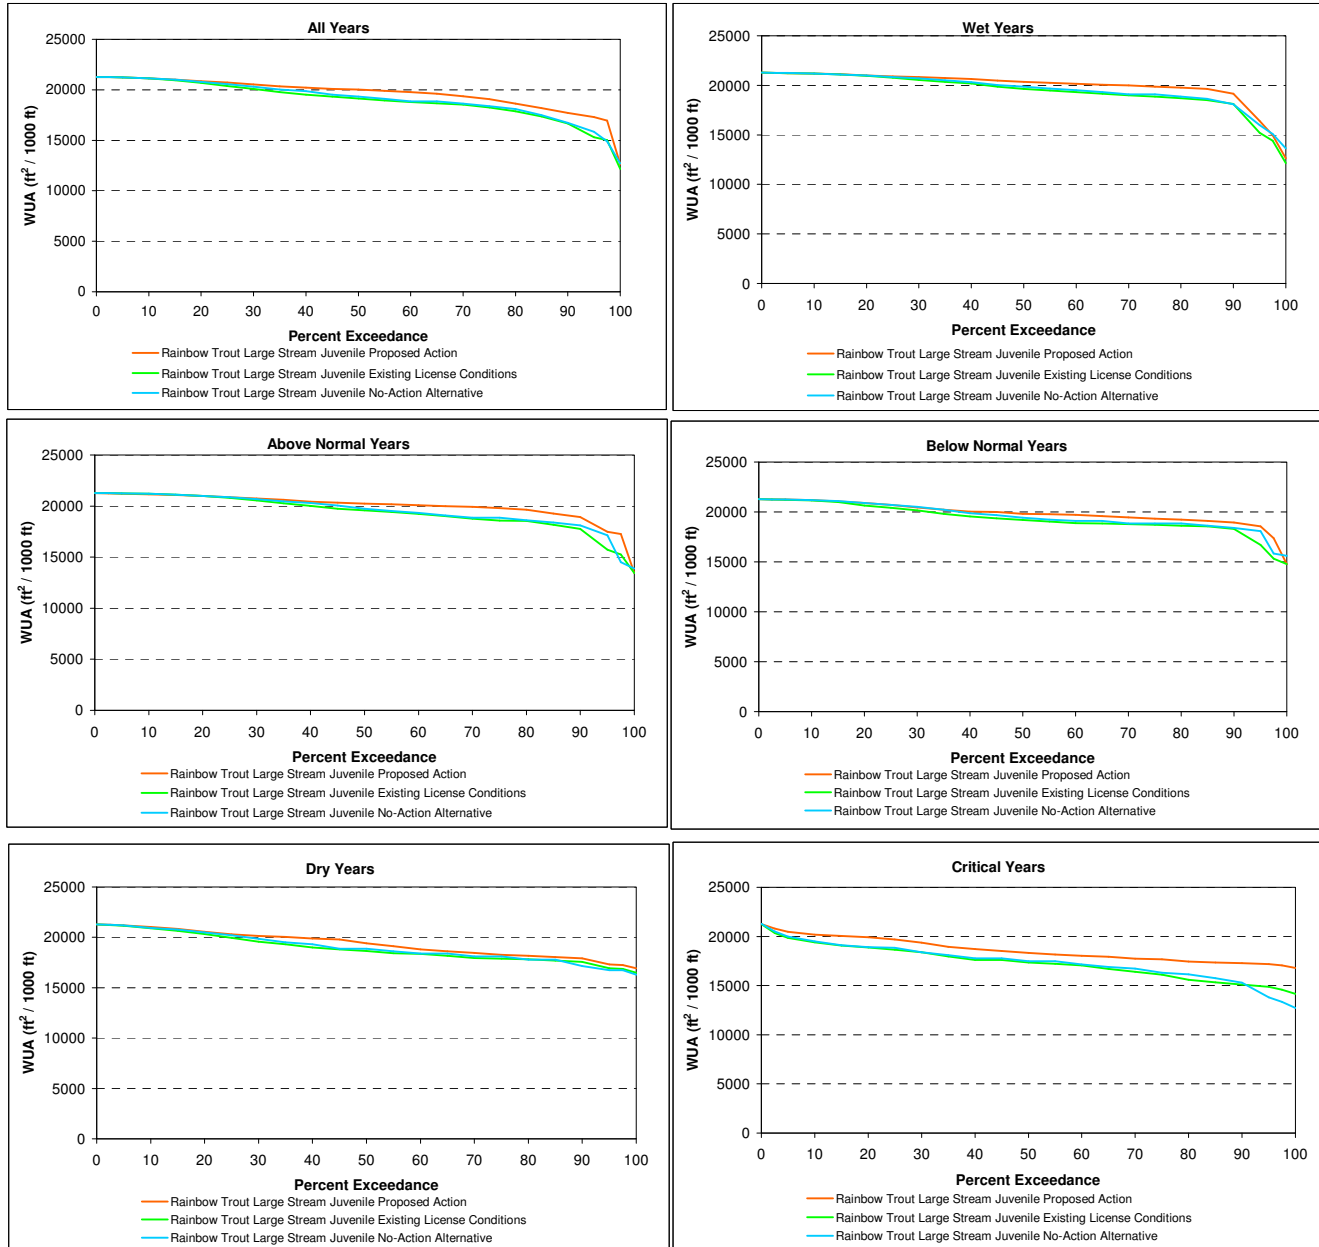 All Years
25000
20000
15000
10000
5000
0
WUA (ft² / 1000 ft)
0 10 20 30 40 50 60 70 80 90 100
Percent Exceedance
Rainbow Trout Large Stream Juvenile Proposed Action
Rainbow Trout Large Stream Juvenile Existing License Conditions
Rainbow Trout Large Stream Juvenile No-Action Alternative
Wet Years
25000
20000
15000
10000
5000
0
WUA (ft² / 1000 ft)
0 10 20 30 40 50 60 70 80 90 100
Percent Exceedance
Rainbow Trout Large Stream Juvenile Proposed Action
Rainbow Trout Large Stream Juvenile Existing License Conditions
Rainbow Trout Large Stream Juvenile No-Action Alternative
Above Normal Years
25000
20000
15000
10000
5000
0
WUA (ft² / 1000 ft)
0 10 20 30 40 50 60 70 80 90 100
Percent Exceedance
Rainbow Trout Large Stream Juvenile Proposed Action
Rainbow Trout Large Stream Juvenile Existing License Conditions
Rainbow Trout Large Stream Juvenile No-Action Alternative
Below Normal Years
25000
20000
15000
10000
5000
0
WUA (ft² / 1000 ft)
0 10 20 30 40 50 60 70 80 90 100
Percent Exceedance
Rainbow Trout Large Stream Juvenile Proposed Action
Rainbow Trout Large Stream Juvenile Existing License Conditions
Rainbow Trout Large Stream Juvenile No-Action Alternative
Dry Years
25000
20000
15000
10000
5000
0
WUA (ft² / 1000 ft)
0 10 20 30 40 50 60 70 80 90 100
Percent Exceedance
Rainbow Trout Large Stream Juvenile Proposed Action
Rainbow Trout Large Stream Juvenile Existing License Conditions
Rainbow Trout Large Stream Juvenile No-Action Alternative
Critical Years
25000
20000
15000
10000
5000
0
WUA (ft² / 1000 ft)
0 10 20 30 40 50 60 70 80 90 100
Percent Exceedance
Rainbow Trout Large Stream Juvenile Proposed Action
Rainbow Trout Large Stream Juvenile Existing License Conditions
Rainbow Trout Large Stream Juvenile No-Action Alternative